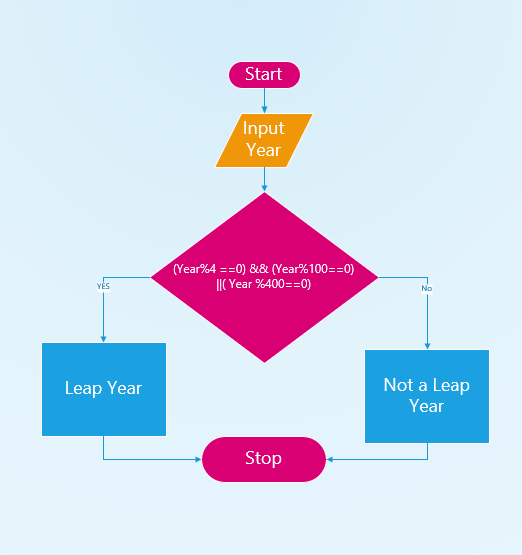 Start
Input
Year
(Year%4 ==0) && (Year%100==0)
||( Year %400==0)
YES
No
Leap Year
Not a Leap
Year
Stop